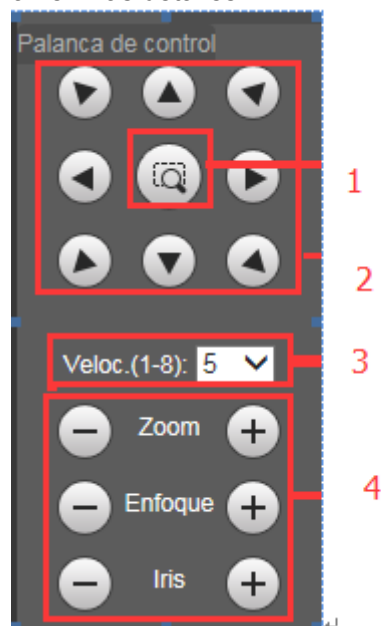 Palanca de control
1
2
Veloc.(1-8): 5
3
Zoom
4
Enfoque
Iris